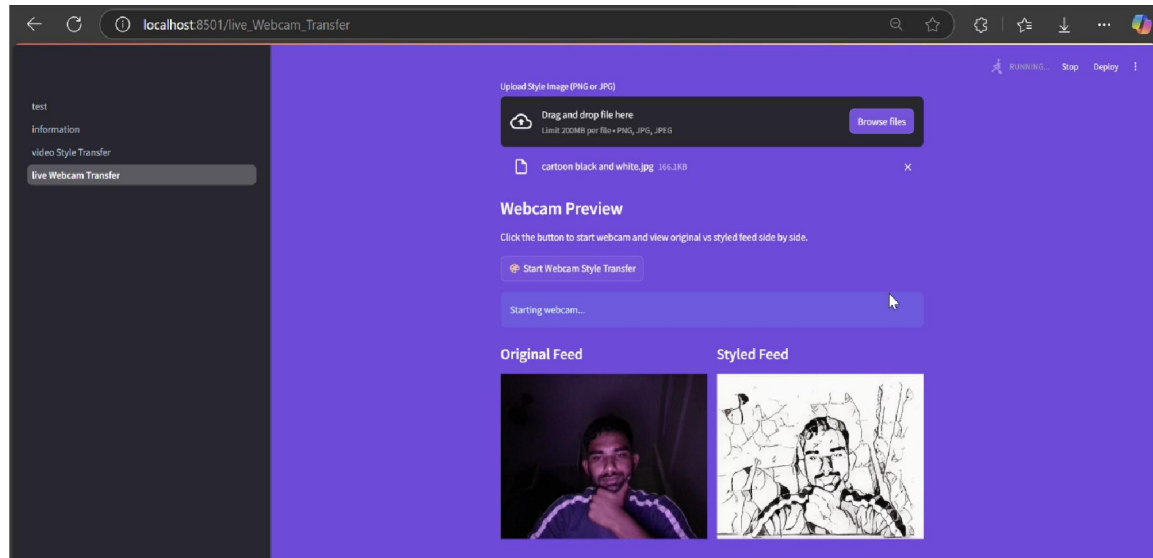 localhost:8501/live_Webcam_Transfer
RUNNING... Stop Deploy
test
information
video Style Transfer
live Webcam Transfer
Upload Style Image (PNG or JPG)
Drag and drop file here
Limit 200MB per file • PNG, JPG, JPEG
Browse files
cartoon black and white.jpg 166.1KB
Webcam Preview
Click the button to start webcam and view original vs styled feed side by side.
Start Webcam Style Transfer
Starting webcam...
Original Feed
Styled Feed